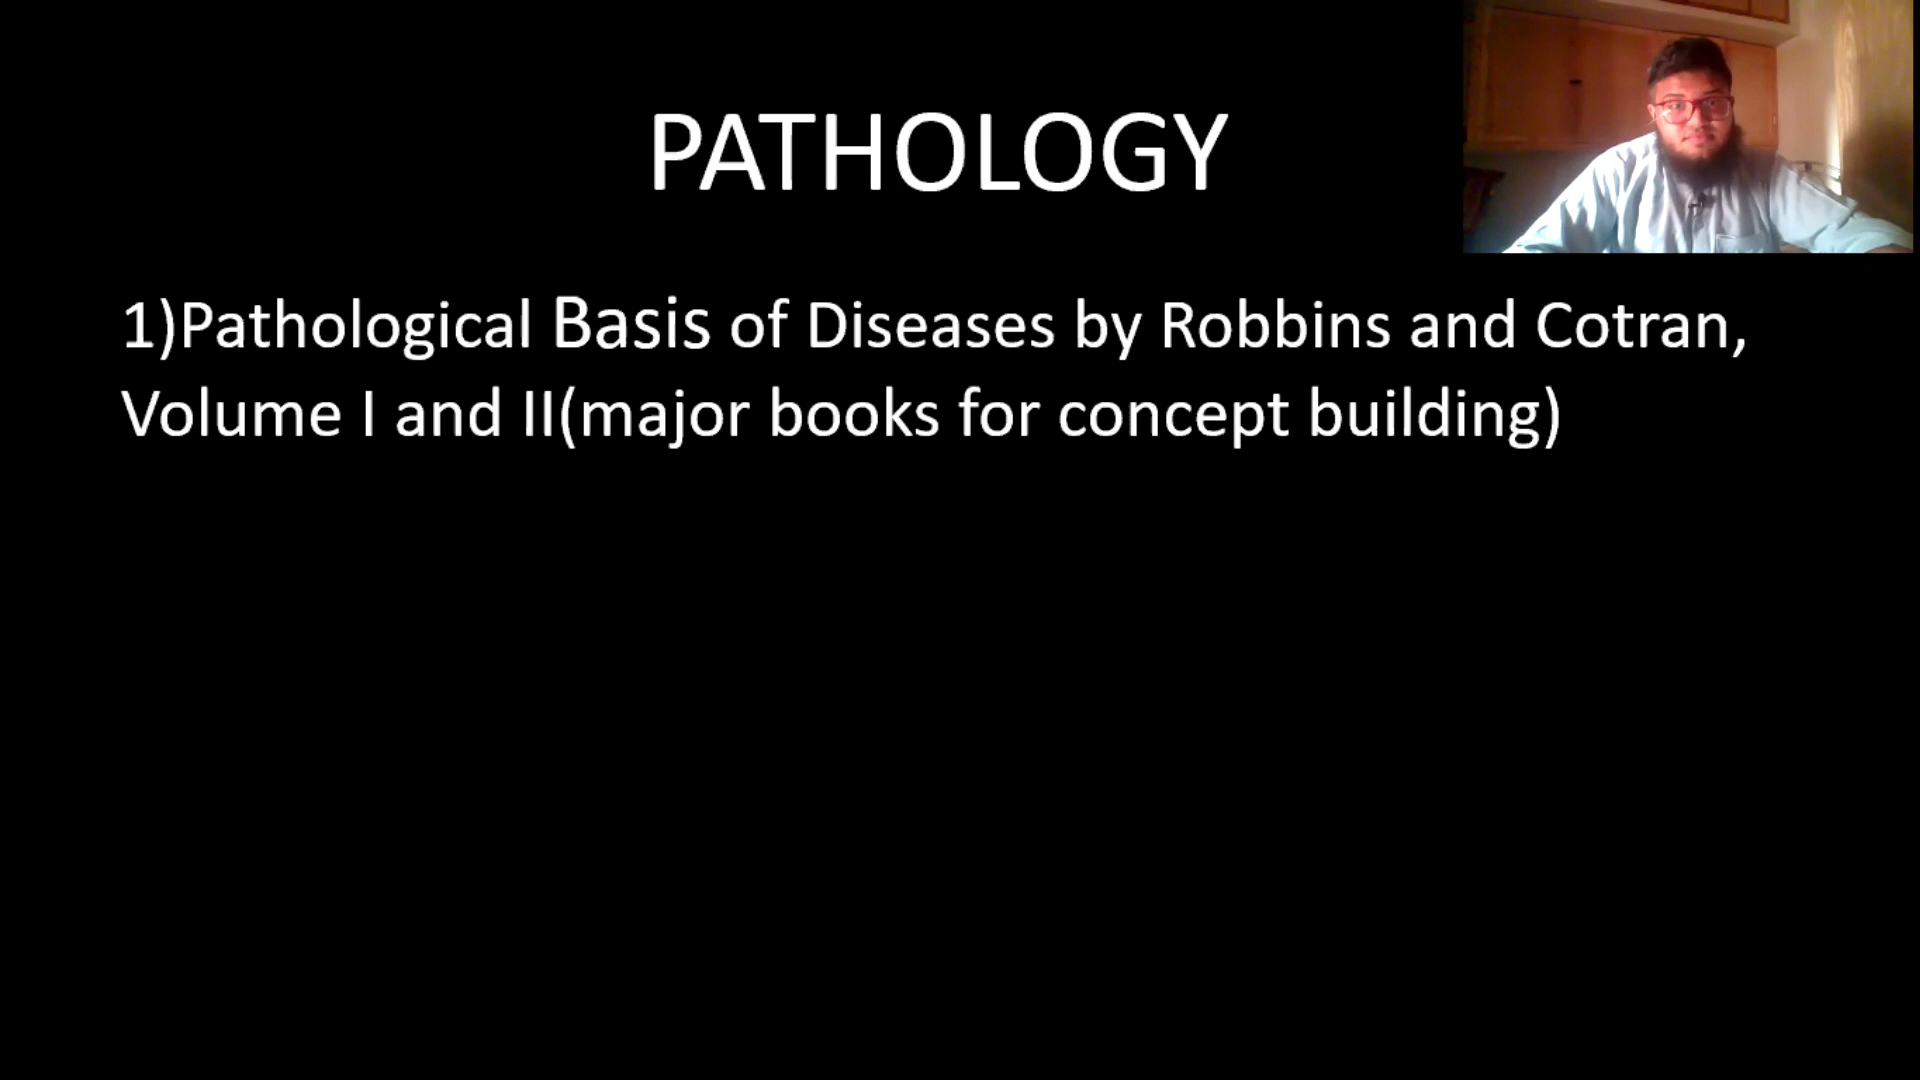 PATHOLOGY
1)Pathological Basis of Diseases by Robbins and Cotran,
Volume I and II(major books for concept building)